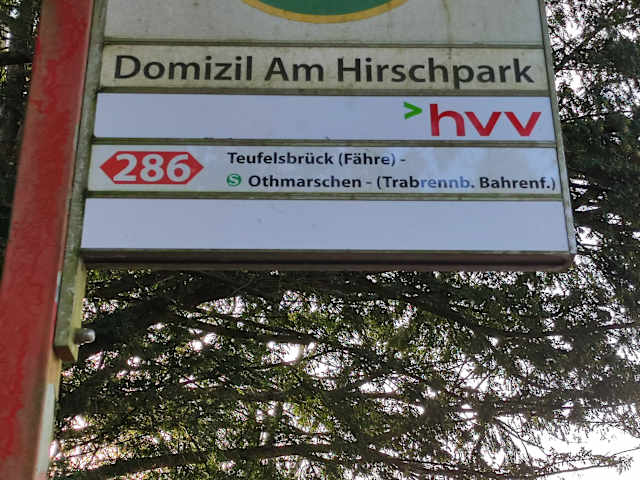 Domizil Am Hirschpark
>hvv
286
Teufelsbrück (Fähre) -
S Othmarschen - (Trabrennb. Bahrenf.)